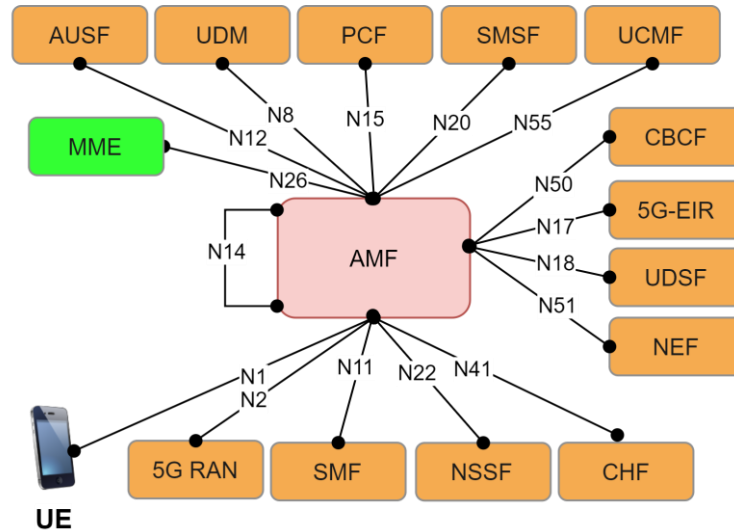 AUSF
UDM
PCF
SMSF
UCMF
N8
N15
N20
N55
N12
CBCF
MME
N26
N50
5G-EIR
N17
N14
AMF
N18
UDSF
N51
NEF
N1
N2
N11
N22
N41
5G RAN
SMF
NSSF
CHF
UE